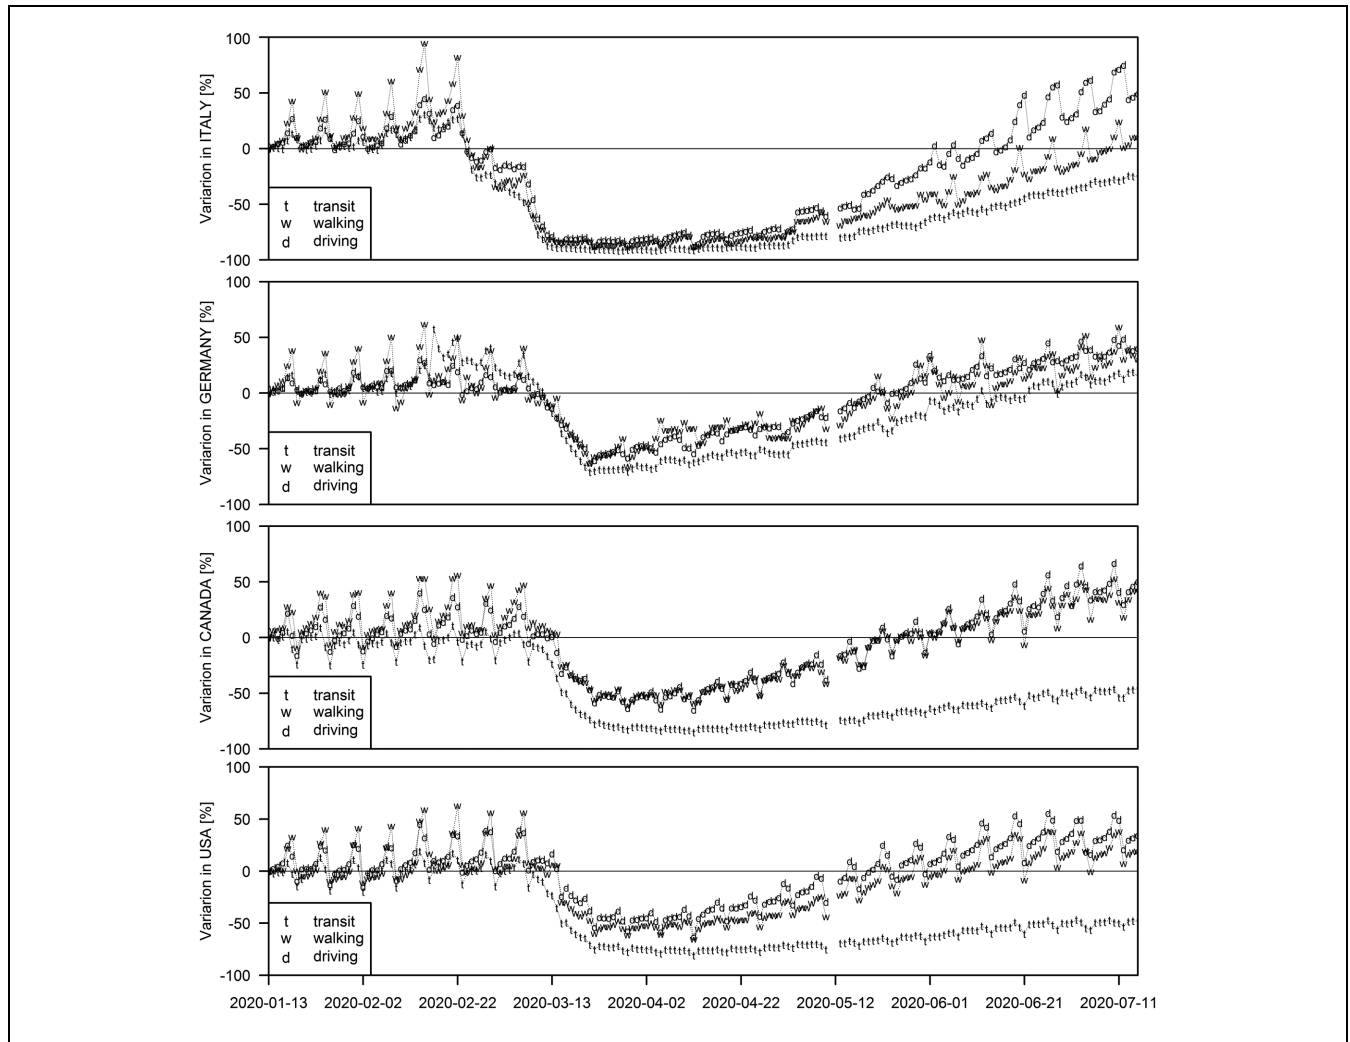 Variarion in ITALY [%]
100
50
0
-50
-100
t transit
w walking
d driving
Variarion in GERMANY [%]
100
50
0
-50
-100
t transit
w walking
d driving
Variarion in CANADA [%]
100
50
0
-50
-100
t transit
w walking
d driving
Variarion in USA [%]
100
50
0
-50
-100
t transit
w walking
d driving
2020-01-13 2020-02-02 2020-02-22 2020-03-13 2020-04-02 2020-04-22 2020-05-12 2020-06-01 2020-06-21 2020-07-11